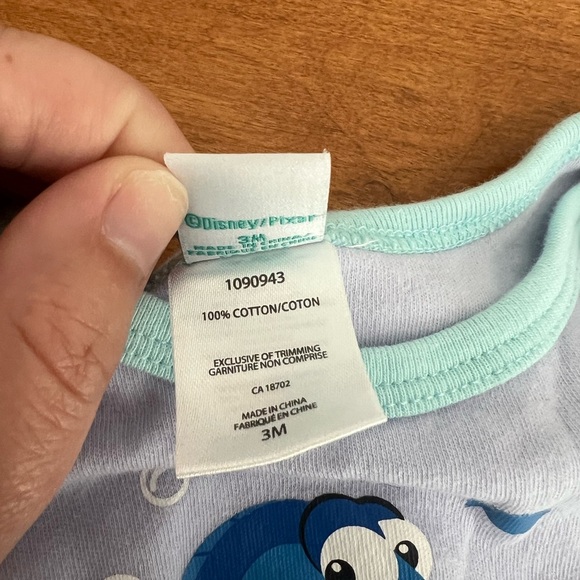 ©Disney/Pixar
3M
MADE IN CHINA/
FABRIQUÉ EN CHINE
1090943
100% COTTON/COTON
EXCLUSIVE OF TRIMMING
GARNITURE NON COMPRISE
CA 18702
MADE IN CHINA
FABRIQUÉ EN CHINE
3M